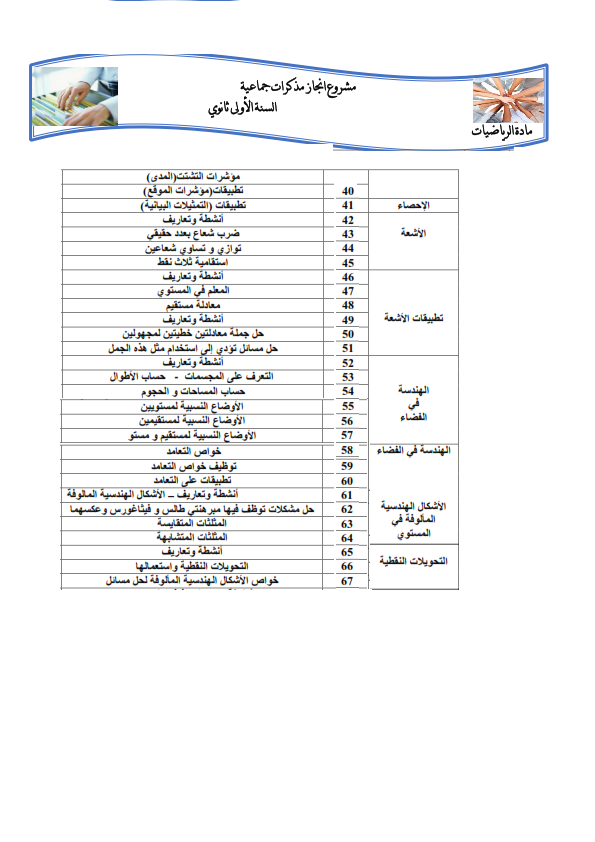 مشروع انجاز مذكرات جماعية
السنة الأولى ثانوي
مادة الرياضيات
مؤشرات التشتت(المدى)
40 تطبيقات(مؤشرات الموقع)
الإحصاء 41 تطبيقات (التمثيلات البيانية)
42 أنشطة وتعاريف
الأشعة 43 ضرب شعاع بعدد حقيقي
44 توازي و تساوي شعاعين
45 استقامية ثلاث نقط
46 أنشطة وتعاريف
47 المعلم في المستوي
48 معادلة مستقيم
تطبيقات الأشعة 49 أنشطة وتعاريف
50 حل جملة معادلتين خطيتين لمجهولين
51 حل مسائل تؤدي إلى استخدام مثل هذه الجمل
52 أنشطة وتعاريف
53 التعرف على المجسمات - حساب الأطوال
الهندسة 54 حساب المساحات و الحجوم
في 55 الأوضاع النسبية لمستويين
الفضاء 56 الأوضاع النسبية لمستقيمين
57 الأوضاع النسبية لمستقيم و مستو
الهندسة في الفضاء 58 خواص التعامد
59 توظيف خواص التعامد
60 تطبيقات على التعامد
61 أنشطة وتعاريف – الأشكال الهندسية المألوفة
الأشكال الهندسية 62 حل مشكلات توظف فيها مبرهنتي طالس و فيثاغورس وعكسهما
المألوفة في 63 المثلثات المتقايسة
المستوي 64 المثلثات المتشابهة
65 أنشطة وتعاريف
التحويلات النقطية 66 التحويلات النقطية واستعمالها
67 خواص الأشكال الهندسية المألوفة لحل مسائل